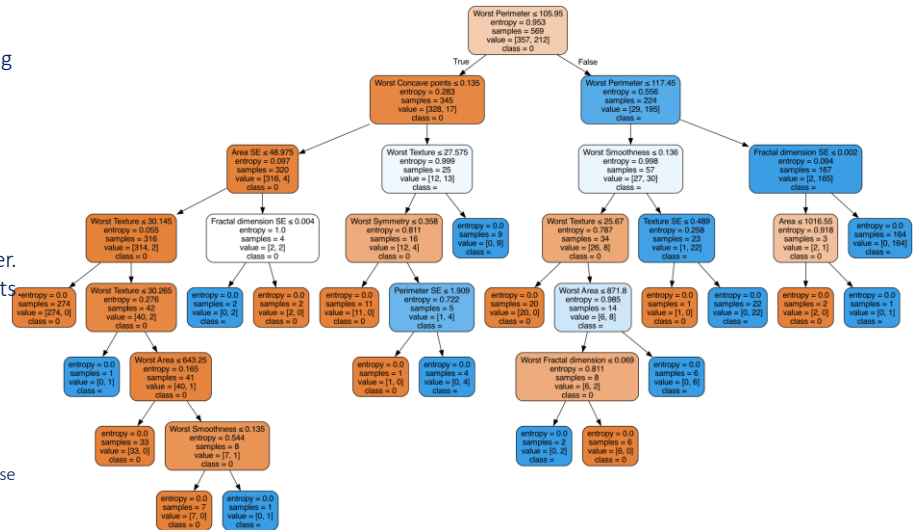 ng
er.
ts
se
Worst Perimeter ≤ 105.95
entropy = 0.953
samples = 569
value = [357, 212]
class = 0
True
False
Worst Concave points ≤ 0.135
entropy = 0.283
samples = 345
value = [328, 17]
class = 0
Worst Perimeter ≤ 117.45
entropy = 0.556
samples = 224
value = [29, 195]
class =
Area SE ≤ 48.975
entropy = 0.097
samples = 320
value = [316, 4]
class = 0
Worst Texture ≤ 27.575
entropy = 0.999
samples = 25
value = [12, 13]
class =
Worst Smoothness ≤ 0.136
entropy = 0.998
samples = 57
value = [27, 30]
class =
Fractal dimension SE ≤ 0.002
entropy = 0.094
samples = 167
value = [2, 165]
class =
Worst Texture ≤ 30.145
entropy = 0.055
samples = 316
value = [314, 2]
class = 0
Fractal dimension SE ≤ 0.004
entropy = 1.0
samples = 4
value = [2, 2]
class = 0
Worst Symmetry ≤ 0.358
entropy = 0.811
samples = 16
value = [12, 4]
class = 0
entropy = 0.0
samples = 9
value = [0, 9]
class =
Worst Texture ≤ 25.67
entropy = 0.787
samples = 34
value = [26, 8]
class = 0
Texture SE ≤ 0.489
entropy = 0.258
samples = 23
value = [1, 22]
class =
Area ≤ 1016.55
entropy = 0.918
samples = 3
value = [2, 1]
class = 0
entropy = 0.0
samples = 164
value = [0, 164]
class =
entropy = 0.0
samples = 274
value = [274, 0]
class = 0
Worst Texture ≤ 30.265
entropy = 0.276
samples = 42
value = [40, 2]
class = 0
entropy = 0.0
samples = 2
value = [0, 2]
class =
entropy = 0.0
samples = 2
value = [2, 0]
class = 0
entropy = 0.0
samples = 11
value = [11, 0]
class = 0
Perimeter SE ≤ 1.909
entropy = 0.722
samples = 5
value = [1, 4]
class =
entropy = 0.0
samples = 20
value = [20, 0]
class = 0
Worst Area ≤ 871.8
entropy = 0.985
samples = 14
value = [6, 8]
class =
entropy = 0.0
samples = 1
value = [1, 0]
class = 0
entropy = 0.0
samples = 22
value = [0, 22]
class =
entropy = 0.0
samples = 2
value = [2, 0]
class = 0
entropy = 0.0
samples = 1
value = [0, 1]
class =
entropy = 0.0
samples = 1
value = [0, 1]
class =
Worst Area ≤ 643.25
entropy = 0.165
samples = 41
value = [40, 1]
class = 0
entropy = 0.0
samples = 1
value = [1, 0]
class = 0
entropy = 0.0
samples = 4
value = [0, 4]
class =
Worst Fractal dimension ≤ 0.069
entropy = 0.811
samples = 8
value = [6, 2]
class = 0
entropy = 0.0
samples = 6
value = [0, 6]
class =
entropy = 0.0
samples = 33
value = [33, 0]
class = 0
Worst Smoothness ≤ 0.135
entropy = 0.544
samples = 8
value = [7, 1]
class = 0
entropy = 0.0
samples = 2
value = [0, 2]
class =
entropy = 0.0
samples = 6
value = [6, 0]
class = 0
entropy = 0.0
samples = 7
value = [7, 0]
class = 0
entropy = 0.0
samples = 1
value = [0, 1]
class =